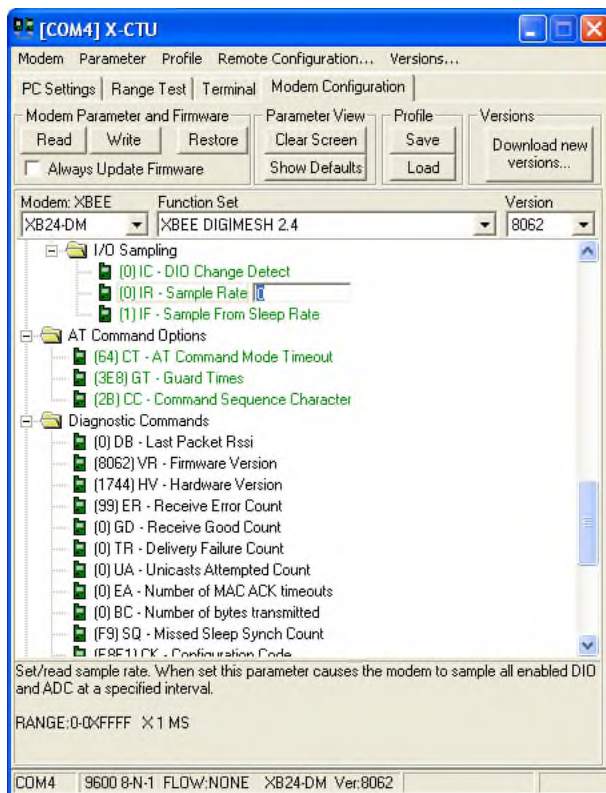 [COM4] X-CTU
Modem Parameter Profile Remote Configuration... Versions...
PC Settings Range Test Terminal Modem Configuration
Modem Parameter and Firmware Parameter View Profile Versions
Read Write Restore Clear Screen Save Download new versions...
Always Update Firmware Show Defaults Load
Modem: XBEE Function Set Version
XB24-DM XBEE DIGIMESH 2.4 8062
I/O Sampling
(0) IC - DIO Change Detect
(0) IR - Sample Rate 0
(1) IF - Sample From Sleep Rate
AT Command Options
(64) CT - AT Command Mode Timeout
(3E8) GT - Guard Times
(2B) CC - Command Sequence Character
Diagnostic Commands
(0) DB - Last Packet Rssi
(8062) VR - Firmware Version
(1744) HV - Hardware Version
(99) ER - Receive Error Count
(0) GD - Receive Good Count
(0) TR - Delivery Failure Count
(0) UA - Unicasts Attempted Count
(0) EA - Number of MAC ACK timeouts
(0) BC - Number of bytes transmitted
(F9) SQ - Missed Sleep Synch Count
CK - Configuration Code
Set/read sample rate. When set this parameter causes the modem to sample all enabled DIO
and ADC at a specified interval.
RANGE:0-0XFFFF X 1 MS
COM4 9600 8-N-1 FLOW:NONE XB24-DM Ver:8062